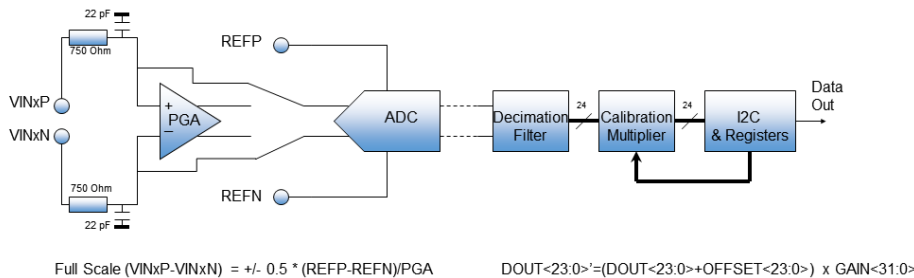 22 pF
750 Ohm
VINxP
VINxN
750 Ohm
22 pF
+
PGA
–
REFP
REFN
ADC
Decimation
Filter
24
Calibration
Multiplier
24
I2C
& Registers
Data
Out
Full Scale (VINxP-VINxN) = +/- 0.5 * (REFP-REFN)/PGA
DOUT<23:0>'=(DOUT<23:0>+OFFSET<23:0>) x GAIN<31:0>